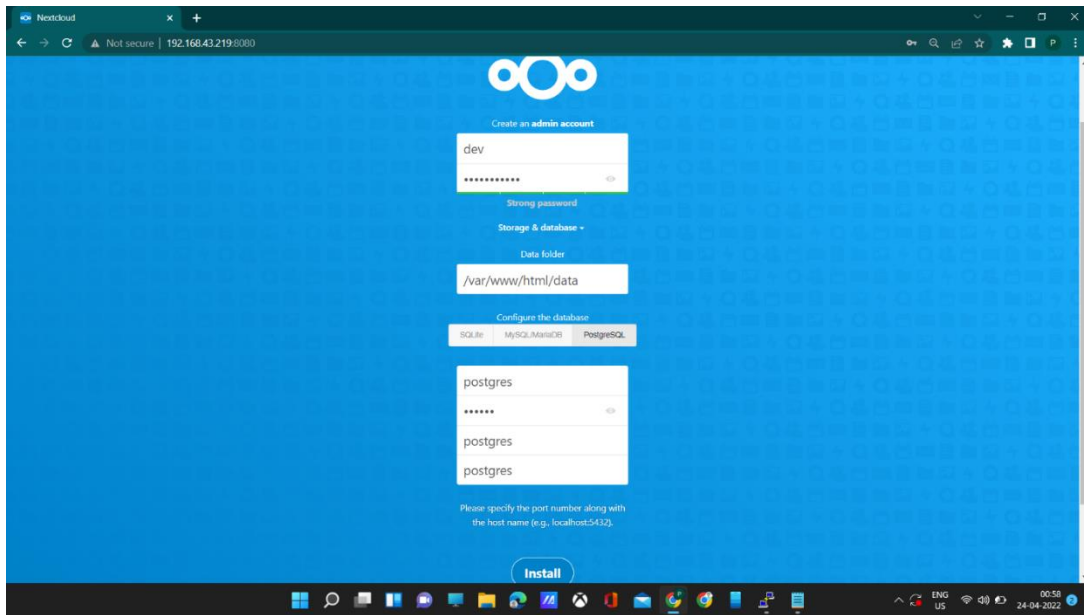 Nextcloud
Not secure | 192.168.43.219:8080
P
Create an admin account
dev
•••••••••••
Strong password
Storage & database
Data folder
/var/www/html/data
Configure the database
SQLite MySQL/MariaDB PostgreSQL
postgres
••••••
postgres
postgres
Please specify the port number along with
the host name (e.g., localhost:5432).
Install
ENG
US
00:58
24-04-2022
2